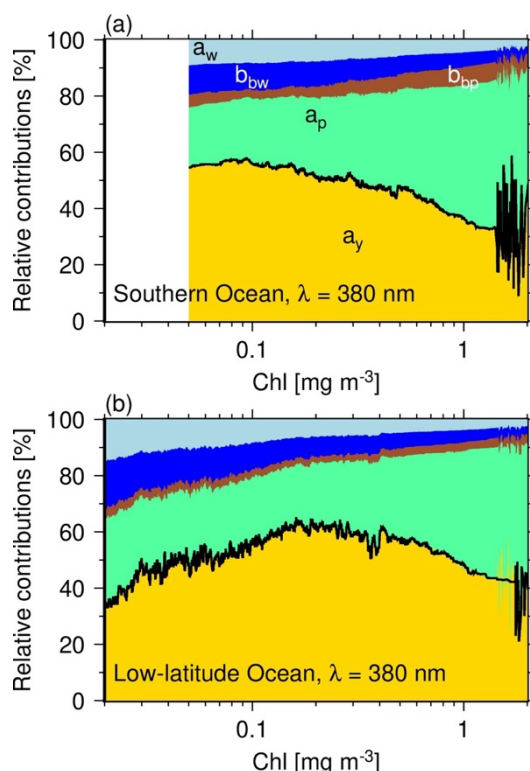 (a)
100
80
60
40
20
0
Relative contributions [%]
a_w
b_bw
b_bp
a_p
a_y
Southern Ocean, λ = 380 nm
0.1
1
Chl [mg m⁻³]
(b)
100
80
60
40
20
0
Relative contributions [%]
Low-latitude Ocean, λ = 380 nm
0.1
1
Chl [mg m⁻³]